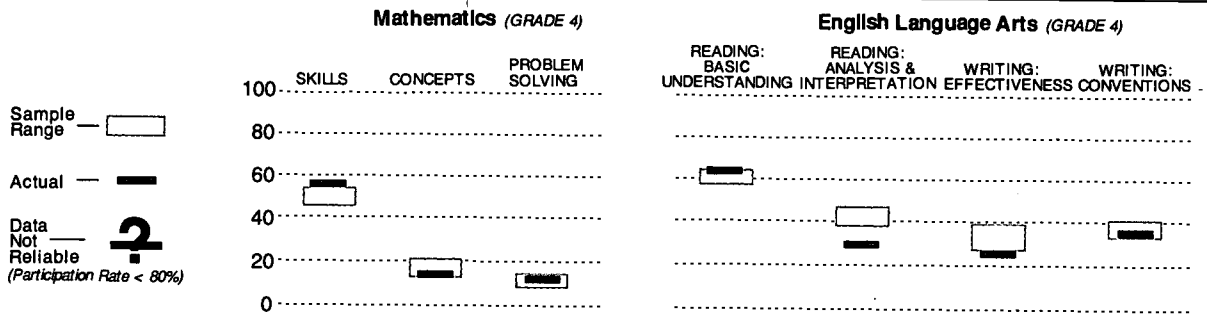 Mathematics (GRADE 4)
English Language Arts (GRADE 4)
SKILLS
CONCEPTS
PROBLEM
SOLVING
READING:
BASIC
UNDERSTANDING
READING:
ANALYSIS &
INTERPRETATION
WRITING:
EFFECTIVENESS
WRITING:
CONVENTIONS
100
80
60
40
20
0
Sample
Range
Actual
Data
Not
Reliable
?
(Participation Rate < 80%)